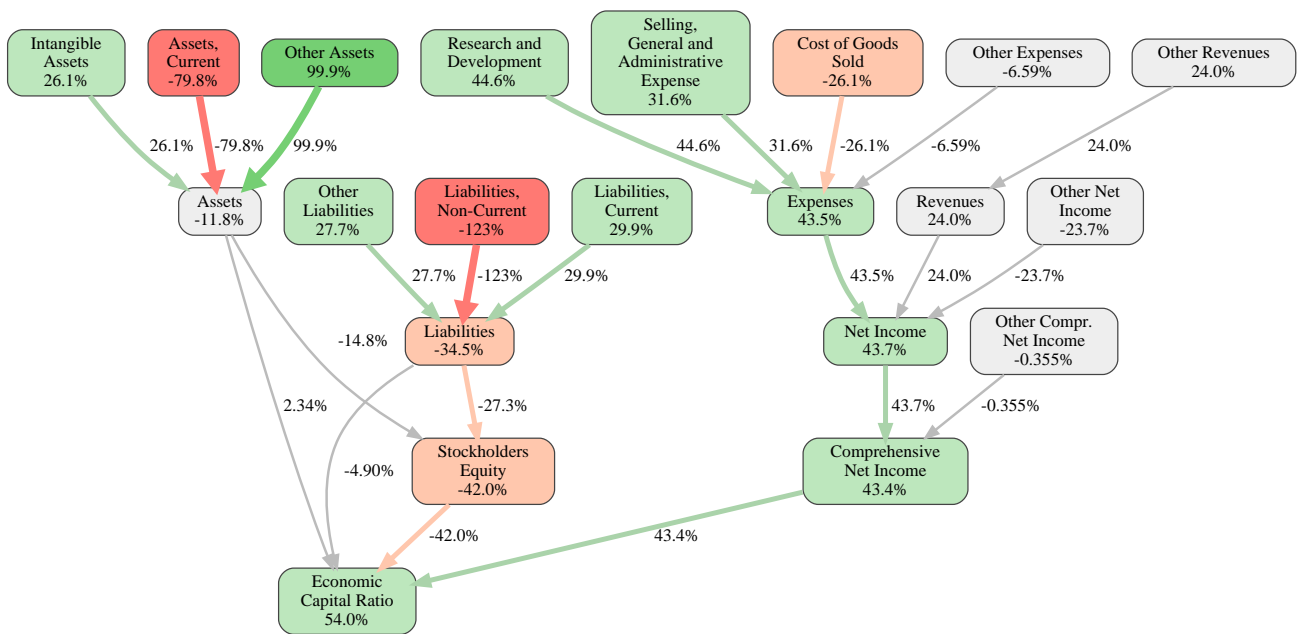 Intangible
Assets
26.1%
Assets,
Current
-79.8%
Other Assets
99.9%
Research and
Development
44.6%
Selling,
General and
Administrative
Expense
31.6%
Cost of Goods
Sold
-26.1%
Other Expenses
-6.59%
Other Revenues
24.0%
26.1%
-79.8%
99.9%
44.6%
31.6%
-26.1%
-6.59%
24.0%
Assets
-11.8%
Other
Liabilities
27.7%
Liabilities,
Non-Current
-123%
Liabilities,
Current
29.9%
Expenses
43.5%
Revenues
24.0%
Other Net
Income
-23.7%
27.7%
-123%
29.9%
43.5%
24.0%
-23.7%
Liabilities
-34.5%
Net Income
43.7%
Other Compr.
Net Income
-0.355%
-14.8%
2.34%
-27.3%
43.7%
-0.355%
Stockholders
Equity
-42.0%
Comprehensive
Net Income
43.4%
-4.90%
-42.0%
43.4%
Economic
Capital Ratio
54.0%